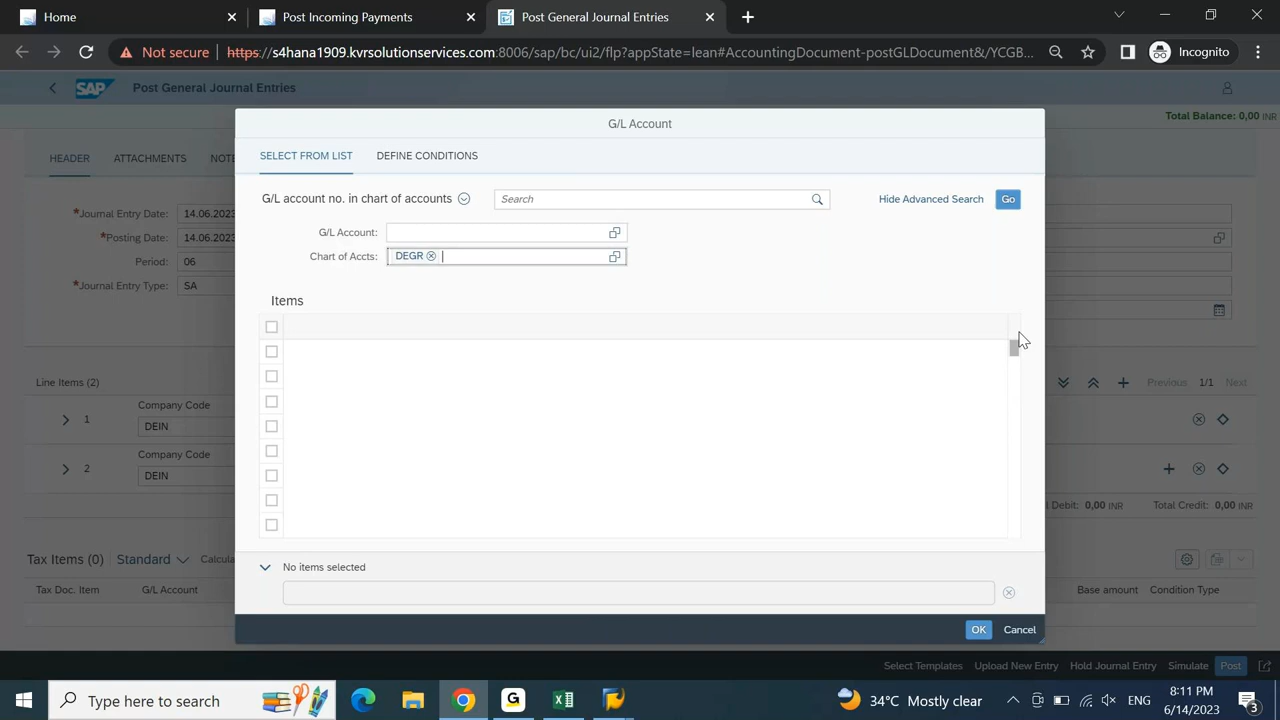 Home
Post Incoming Payments
Post General Journal Entries
Not secure
https://s4hana1909.kvrsolutionservices.com:8006/sap/bc/ui2/flp?appState=lean#AccountingDocument-postGLDocument&/YCGB...
Incognito
SAP
Post General Journal Entries
Total Balance: 0,00 INR
G/L Account
HEADER
ATTACHMENTS
NOTE
SELECT FROM LIST
DEFINE CONDITIONS
G/L account no. in chart of accounts
Search
Hide Advanced Search
Go
*Journal Entry Date: 14.06.2023
*Posting Date: 14.06.2023
Period: 06
*Journal Entry Type: SA
G/L Account:
Chart of Accts: DEGR
Items
Line Items (2)
Previous 1/1 Next
1
Company Code
DEIN
2
Company Code
DEIN
Debit: 0,00 INR
Total Credit: 0,00 INR
Tax Items (0)
Standard
Calcula
Tax Doc. Item
G/L Account
Base amount
Condition Type
No items selected
OK
Cancel
Select Templates
Upload New Entry
Hold Journal Entry
Simulate
Post
Type here to search
34°C Mostly clear
ENG
8:11 PM
6/14/2023
3